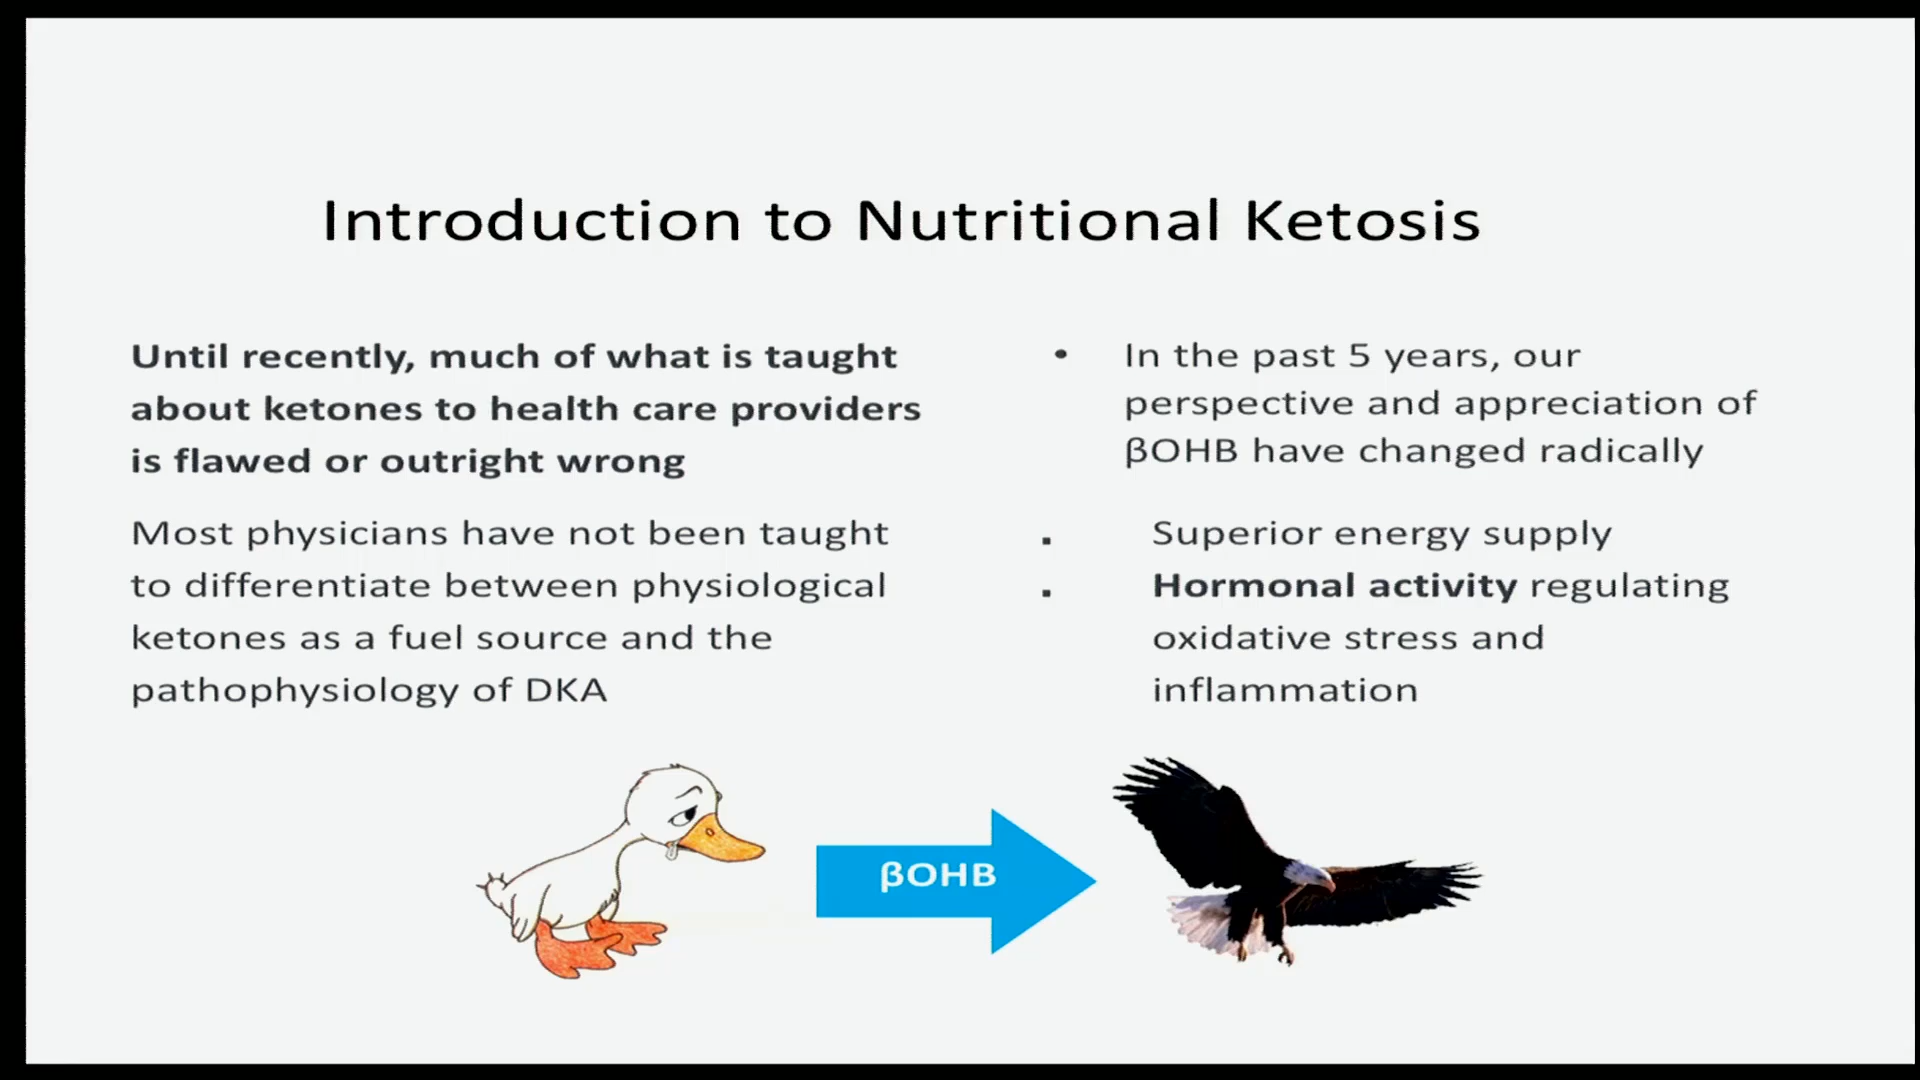 Introduction to Nutritional Ketosis
Until recently, much of what is taught
about ketones to health care providers
is flawed or outright wrong
Most physicians have not been taught
to differentiate between physiological
ketones as a fuel source and the
pathophysiology of DKA
• In the past 5 years, our
perspective and appreciation of
βOHB have changed radically
▪ Superior energy supply
▪ Hormonal activity regulating
oxidative stress and
inflammation
βOHB